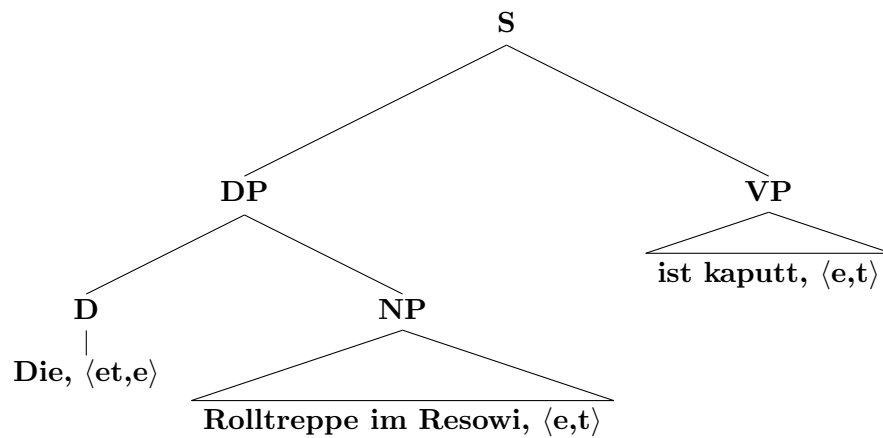 S
DP VP
ist kaputt, ⟨e,t⟩
D NP
Die, ⟨et,e⟩
Rolltreppe im Resowi, ⟨e,t⟩